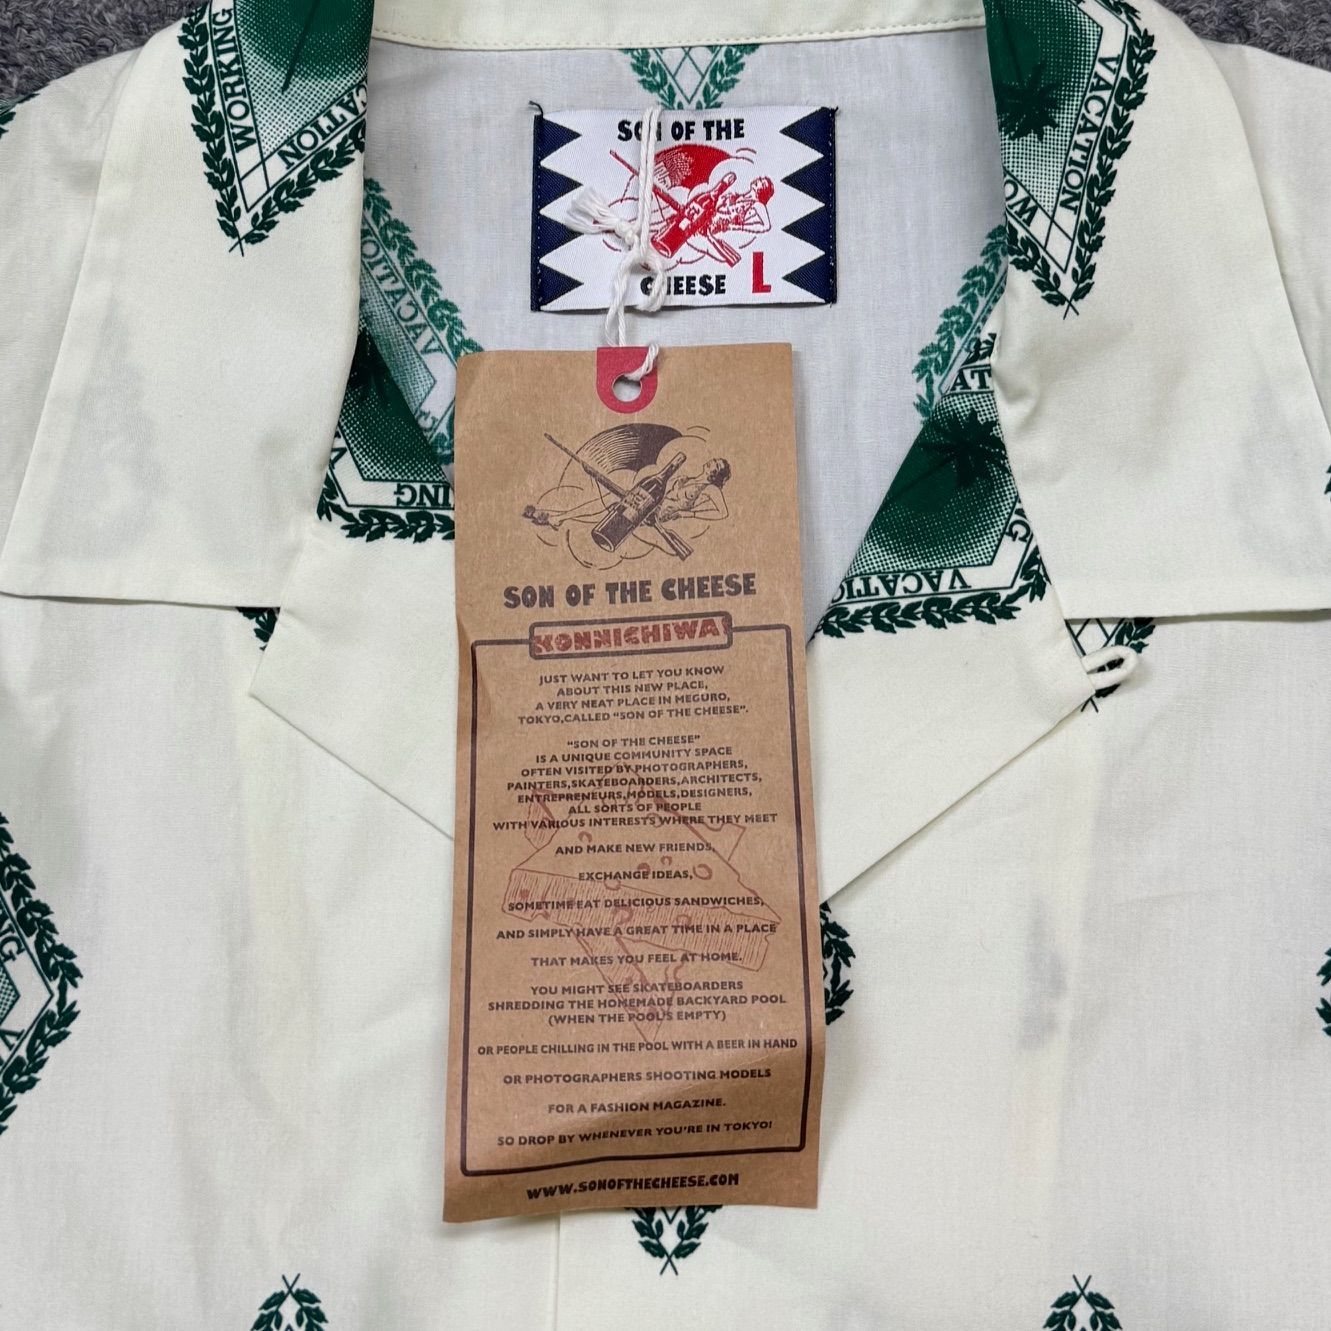 WORKING
VACATION
VACATION
SON OF THE
CHEESE L
VACATION
VACATION
SON OF THE CHEESE
KONNICHIWA!
JUST WANT TO LET YOU KNOW
ABOUT THIS NEW PLACE,
A VERY NEAT PLACE IN MEGURO,
TOKYO,CALLED "SON OF THE CHEESE".
"SON OF THE CHEESE"
IS A UNIQUE COMMUNITY SPACE
OFTEN VISITED BY PHOTOGRAPHERS,
PAINTERS,SKATEBOARDERS,ARCHITECTS,
ENTREPRENEURS,MODELS,DESIGNERS,
ALL SORTS OF PEOPLE
WITH VARIOUS INTERESTS WHERE THEY MEET
AND MAKE NEW FRIENDS,
EXCHANGE IDEAS,
SOMETIME EAT DELICIOUS SANDWICHES,
AND SIMPLY HAVE A GREAT TIME IN A PLACE
THAT MAKES YOU FEEL AT HOME.
YOU MIGHT SEE SKATEBOARDERS
SHREDDING THE HOMEMADE BACKYARD POOL
(WHEN THE POOL'S EMPTY)
OR PEOPLE CHILLING IN THE POOL WITH A BEER IN HAND
OR PHOTOGRAPHERS SHOOTING MODELS
FOR A FASHION MAGAZINE.
SO DROP BY WHENEVER YOU'RE IN TOKYO!
WWW.SONOFTHECHEESE.COM